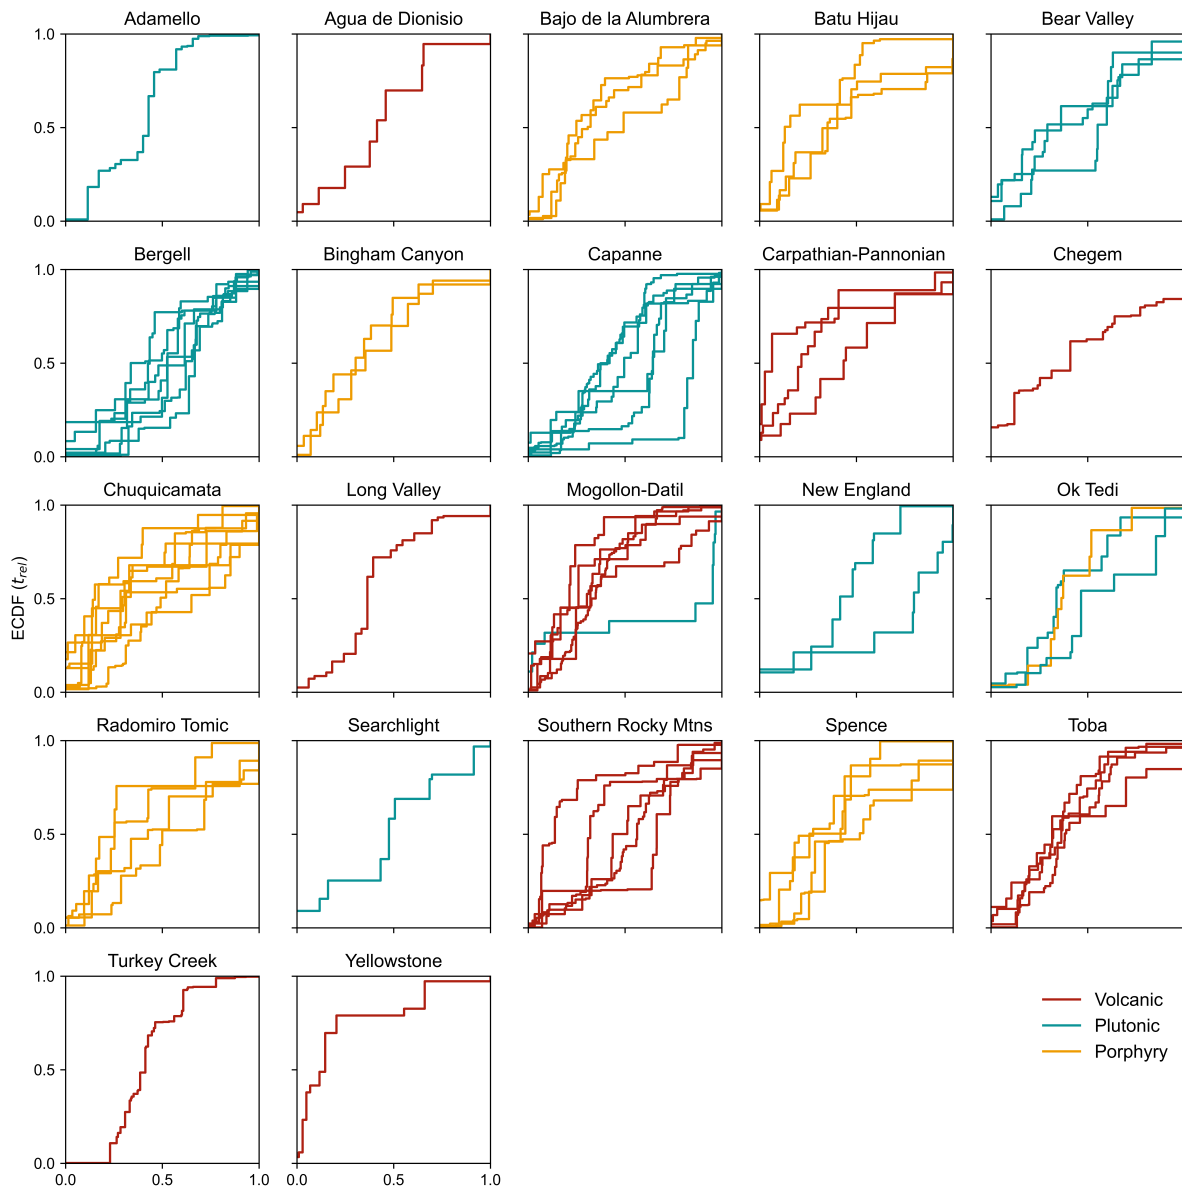 Adamello
Agua de Dionisio
Bajo de la Alumbrera
Batu Hijau
Bear Valley
1.0
0.5
0.0
Bergell
Bingham Canyon
Capanne
Carpathian-Pannonian
Chegem
1.0
0.5
0.0
Chuquicamata
Long Valley
Mogollon-Datil
New England
Ok Tedi
1.0
0.5
0.0
ECDF (t_rel)
Radomiro Tomic
Searchlight
Southern Rocky Mtns
Spence
Toba
1.0
0.5
0.0
Turkey Creek
Yellowstone
1.0
0.5
0.0
0.0 0.5 1.0
0.0 0.5 1.0
Volcanic
Plutonic
Porphyry